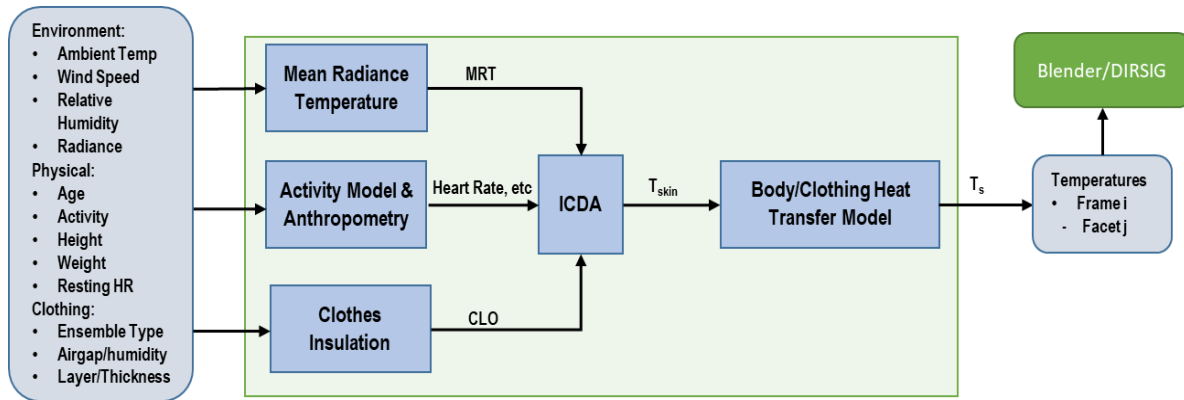 Environment:
• Ambient Temp
• Wind Speed
• Relative
Humidity
• Radiance
Physical:
• Age
• Activity
• Height
• Weight
• Resting HR
Clothing:
• Ensemble Type
• Airgap/humidity
• Layer/Thickness
Mean Radiance
Temperature
MRT
Activity Model &
Anthropometry
Heart Rate, etc
Clothes
Insulation
CLO
ICDA
Tskin
Body/Clothing Heat
Transfer Model
Ts
Temperatures
• Frame i
- Facet j
Blender/DIRSIG